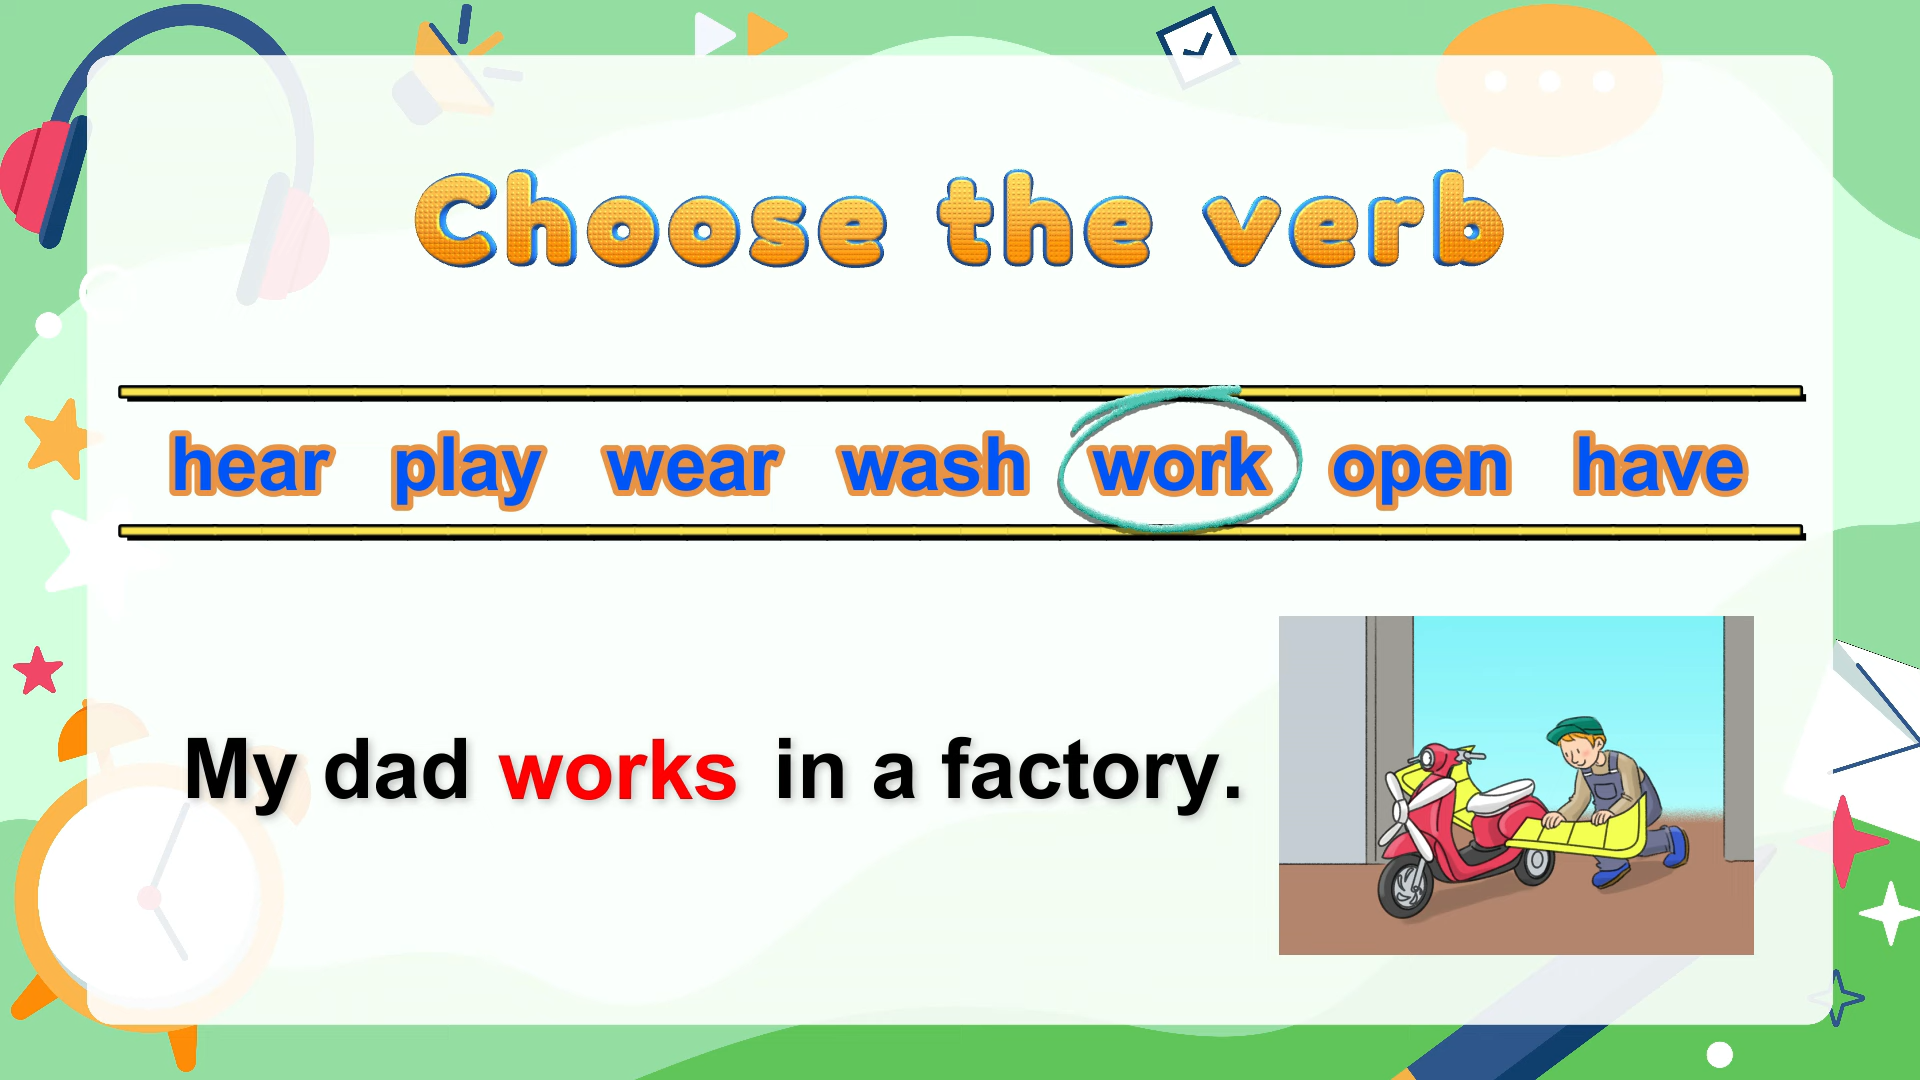 Choose the verb
hear play wear wash work open have
My dad works in a factory.